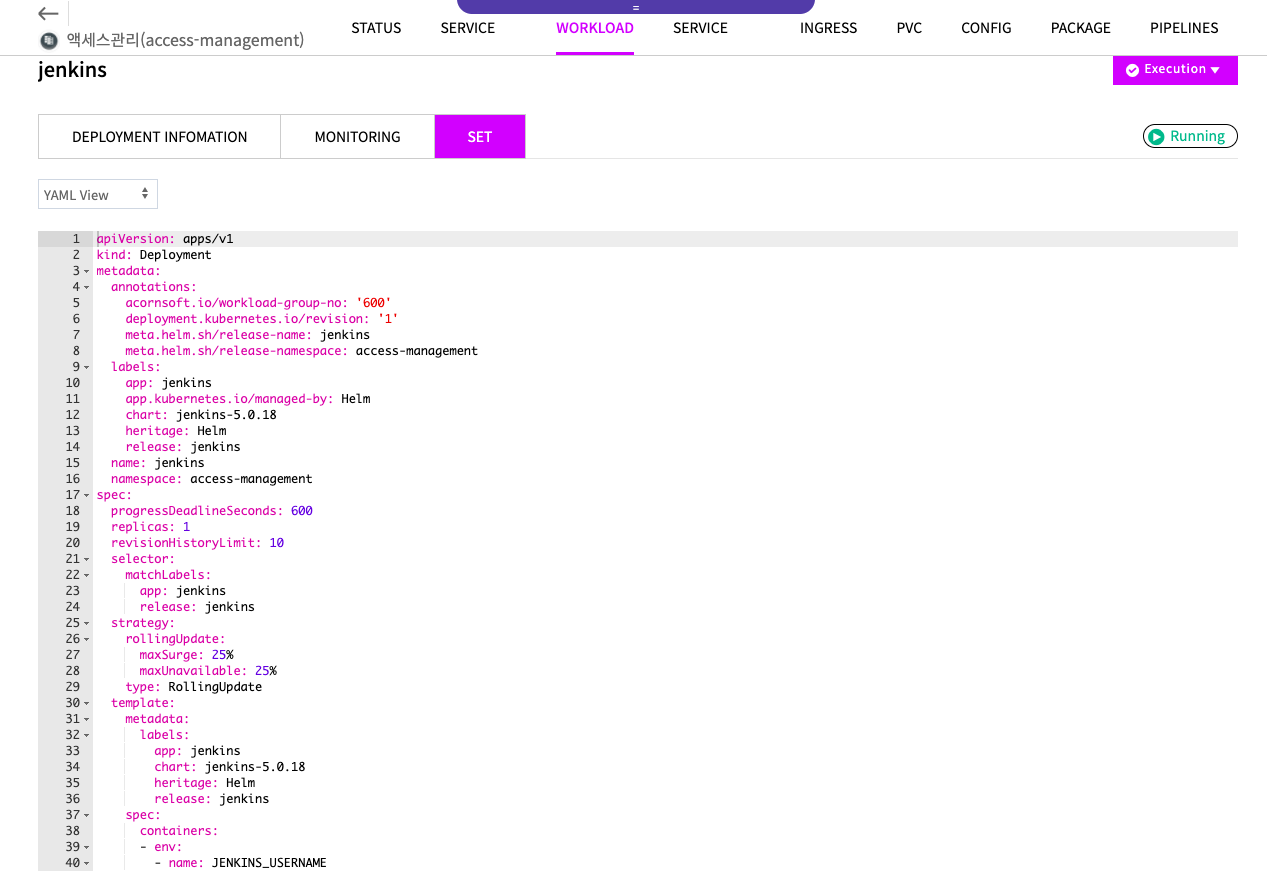 =
STATUS SERVICE WORKLOAD SERVICE INGRESS PVC CONFIG PACKAGE PIPELINES
액세스관리(access-management)
jenkins
Execution
DEPLOYMENT INFOMATION MONITORING SET
Running
YAML View
1 apiVersion: apps/v1
2 kind: Deployment
3 metadata:
4 annotations:
5 acornsoft.io/workload-group-no: '600'
6 deployment.kubernetes.io/revision: '1'
7 meta.helm.sh/release-name: jenkins
8 meta.helm.sh/release-namespace: access-management
9 labels:
10 app: jenkins
11 app.kubernetes.io/managed-by: Helm
12 chart: jenkins-5.0.18
13 heritage: Helm
14 release: jenkins
15 name: jenkins
16 namespace: access-management
17 spec:
18 progressDeadlineSeconds: 600
19 replicas: 1
20 revisionHistoryLimit: 10
21 selector:
22 matchLabels:
23 app: jenkins
24 release: jenkins
25 strategy:
26 rollingUpdate:
27 maxSurge: 25%
28 maxUnavailable: 25%
29 type: RollingUpdate
30 template:
31 metadata:
32 labels:
33 app: jenkins
34 chart: jenkins-5.0.18
35 heritage: Helm
36 release: jenkins
37 spec:
38 containers:
39 - env:
40 - name: JENKINS_USERNAME